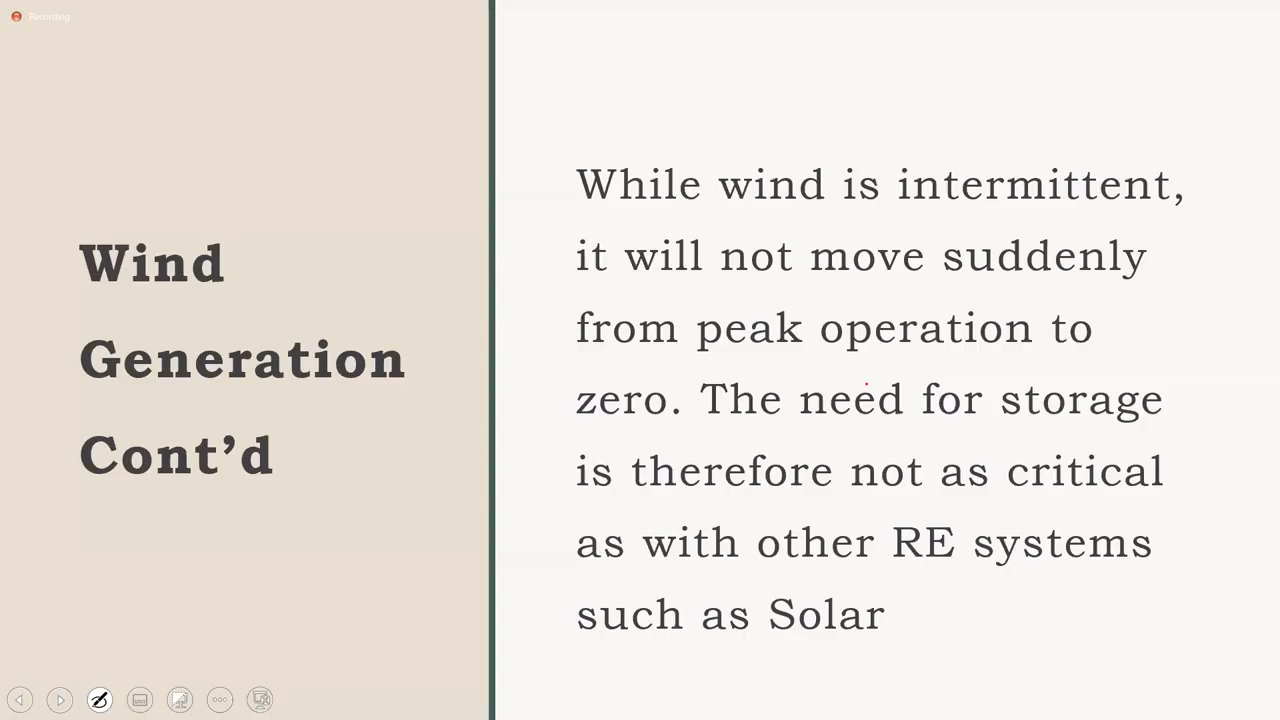 Recording
Wind
Generation
Cont’d
While wind is intermittent,
it will not move suddenly
from peak operation to
zero. The need for storage
is therefore not as critical
as with other RE systems
such as Solar